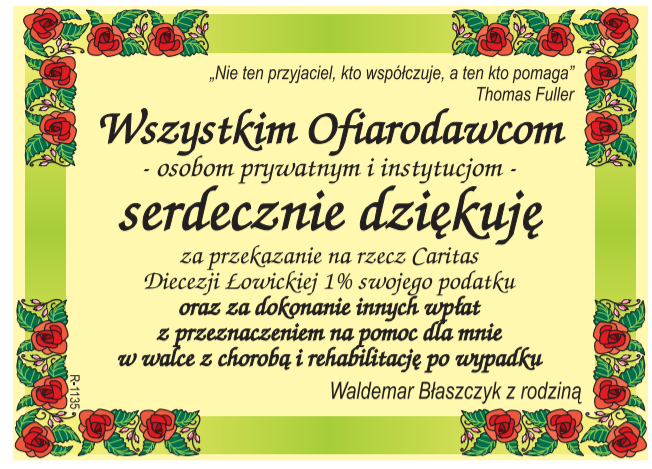 „Nie ten przyjaciel, kto współczuje, a ten kto pomaga”
Thomas Fuller
Wszystkim Ofiarodawcom
- osobom prywatnym i instytucjom -
serdecznie dziękuję
za przekazanie na rzecz Caritas
Diecezji Łowickiej 1% swojego podatku
oraz za dokonanie innych wpłat
z przeznaczeniem na pomoc dla mnie
w walce z chorobą i rehabilitację po wypadku
Waldemar Błaszczyk z rodziną
R-1135